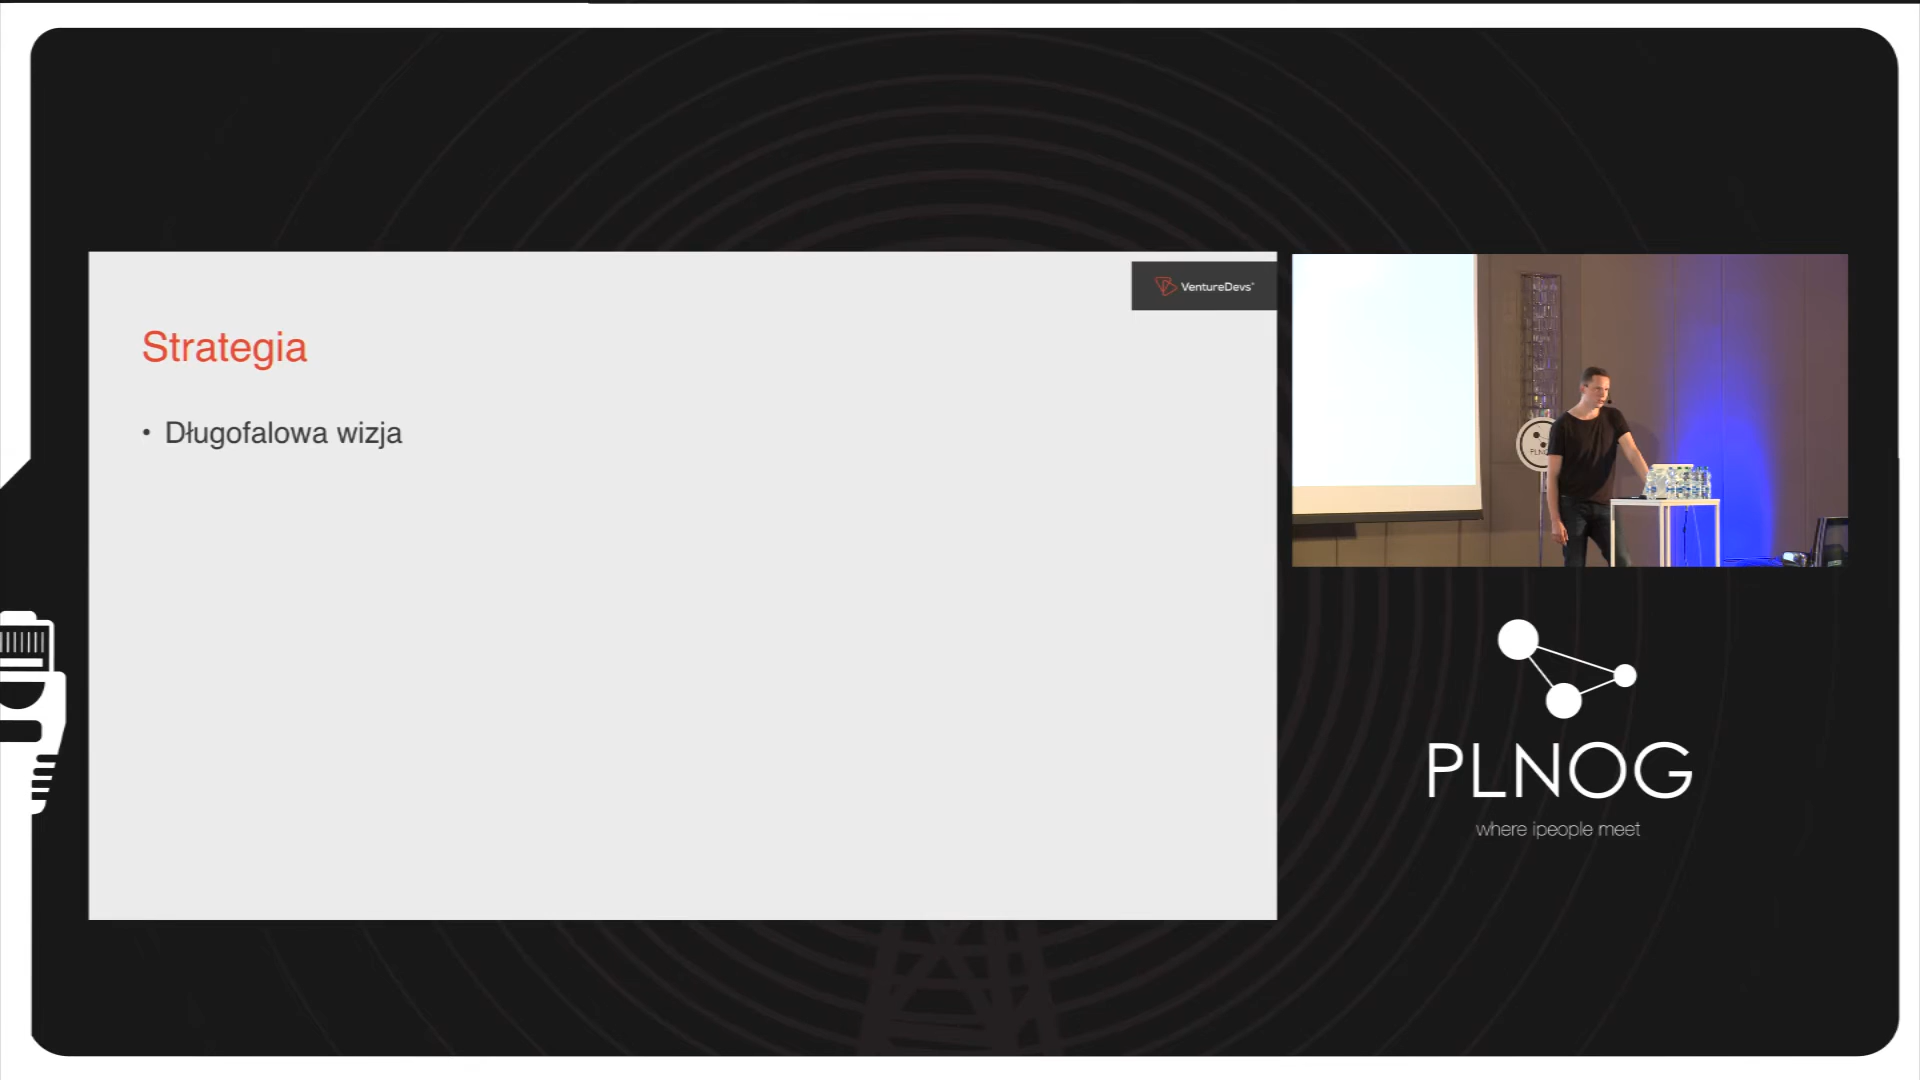 VentureDevs
Strategia
• Długofalowa wizja
PLNOG
where ipeople meet